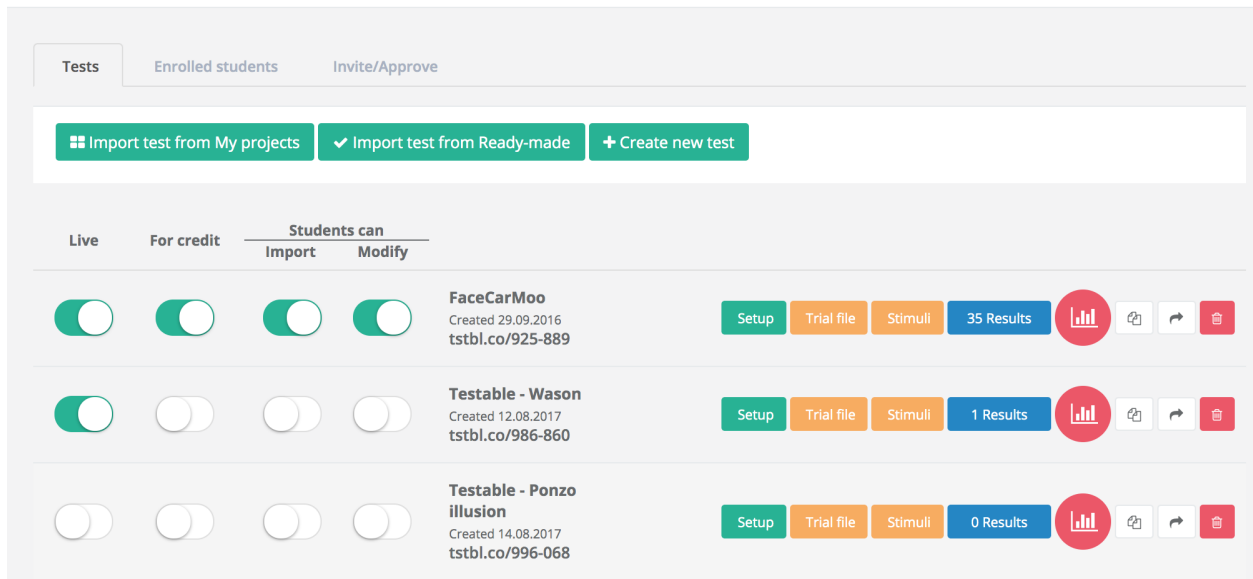 Tests Enrolled students Invite/Approve
Import test from My projects Import test from Ready-made Create new test
Students can
Live For credit Import Modify
FaceCarMoo
Created 29.09.2016
tstbl.co/925-889
Setup Trial file Stimuli 35 Results
Testable - Wason
Created 12.08.2017
tstbl.co/986-860
Setup Trial file Stimuli 1 Results
Testable - Ponzo
illusion
Created 14.08.2017
tstbl.co/996-068
Setup Trial file Stimuli 0 Results